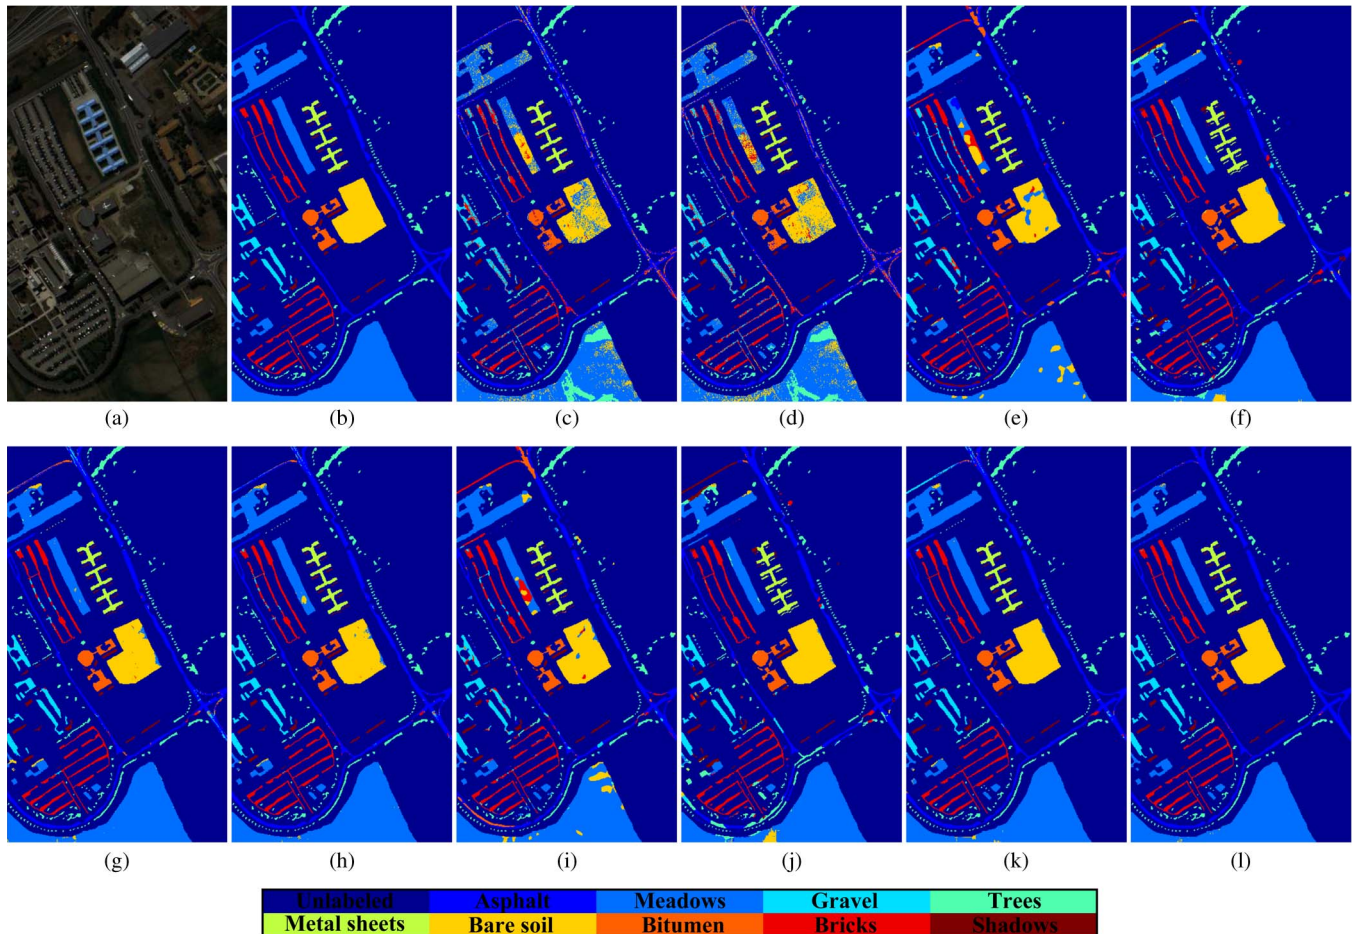 (a) (b) (c) (d) (e) (f)
(g) (h) (i) (j) (k) (l)
Unlabeled Asphalt Meadows Gravel Trees
Metal sheets Bare soil Bitumen Bricks Shadows